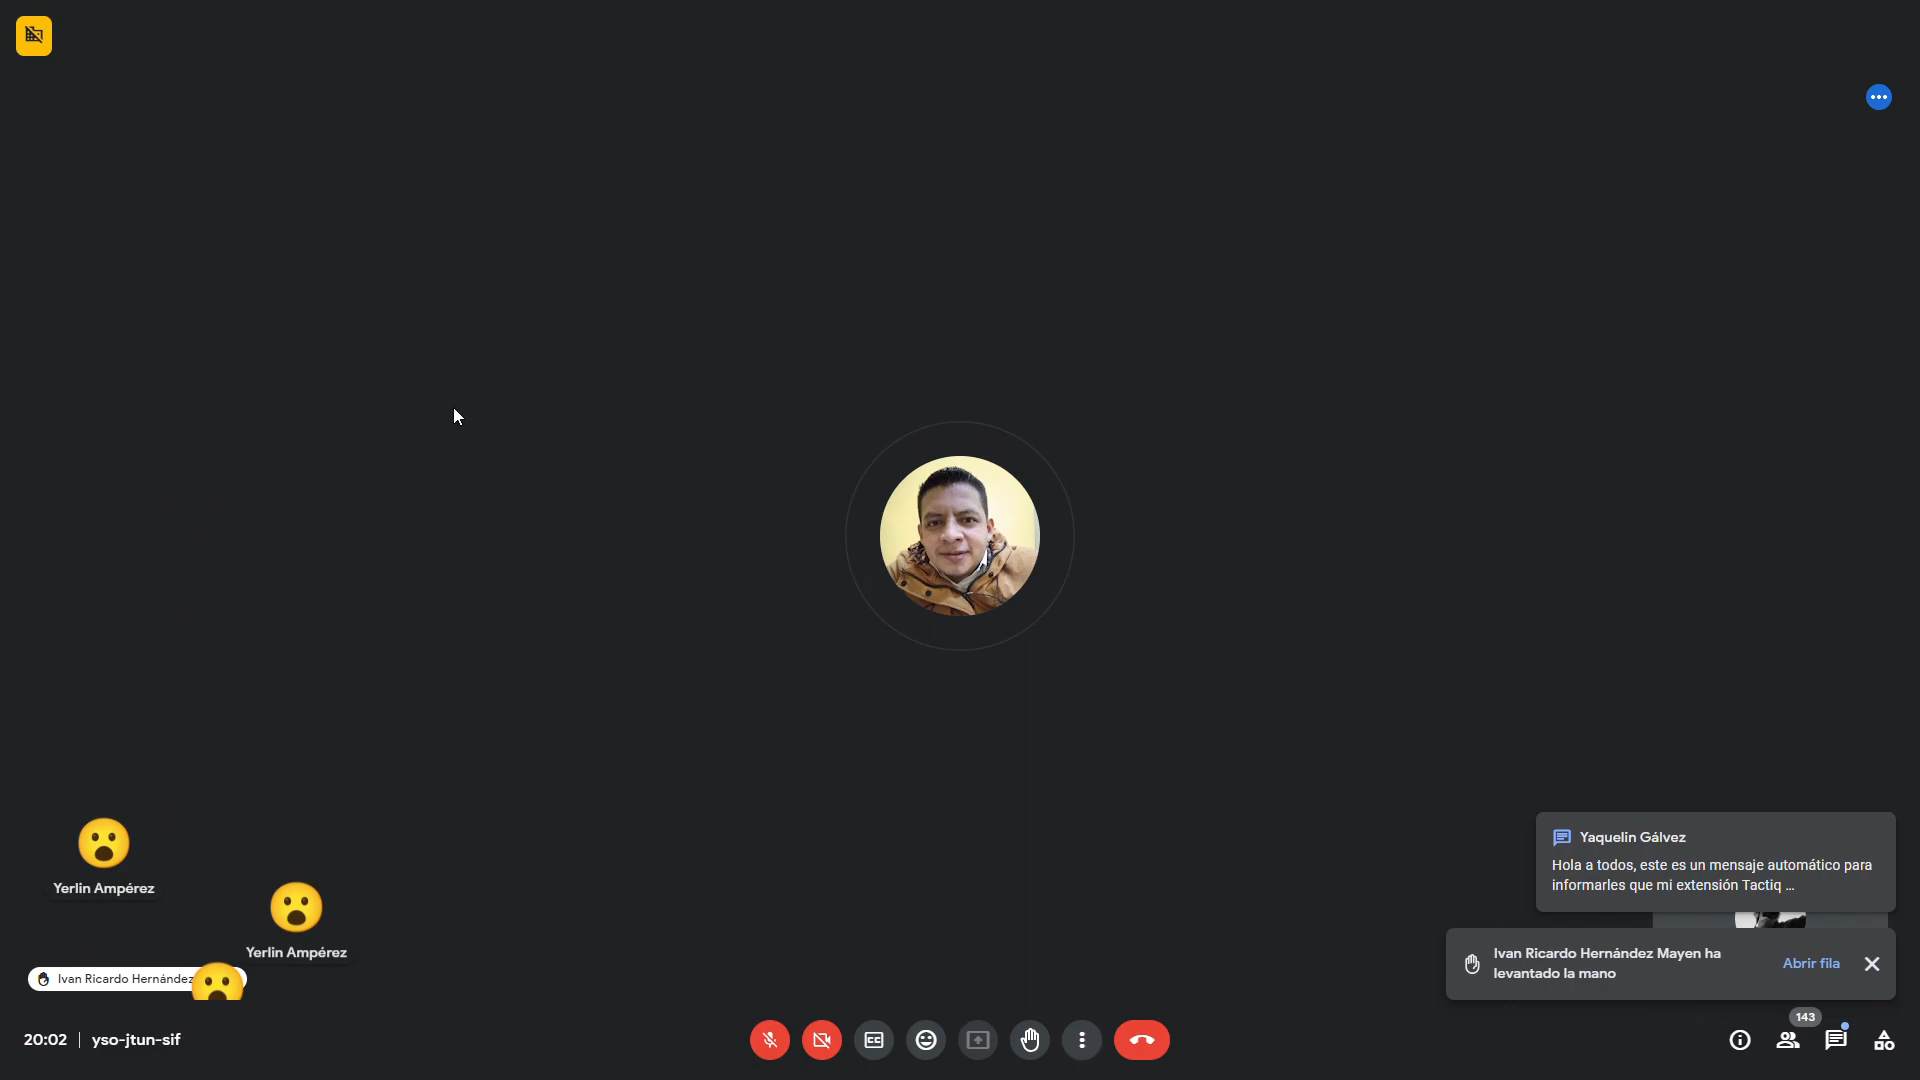 Yaquelin Gálvez
Hola a todos, este es un mensaje automático para
informarles que mi extensión Tactiq ...
Yerlin Ampérez
Yerlin Ampérez
Ivan Ricardo Hernández
Ivan Ricardo Hernández Mayen ha
levantado la mano
Abrir fila
20:02 | yso-jtun-sif
CC
143